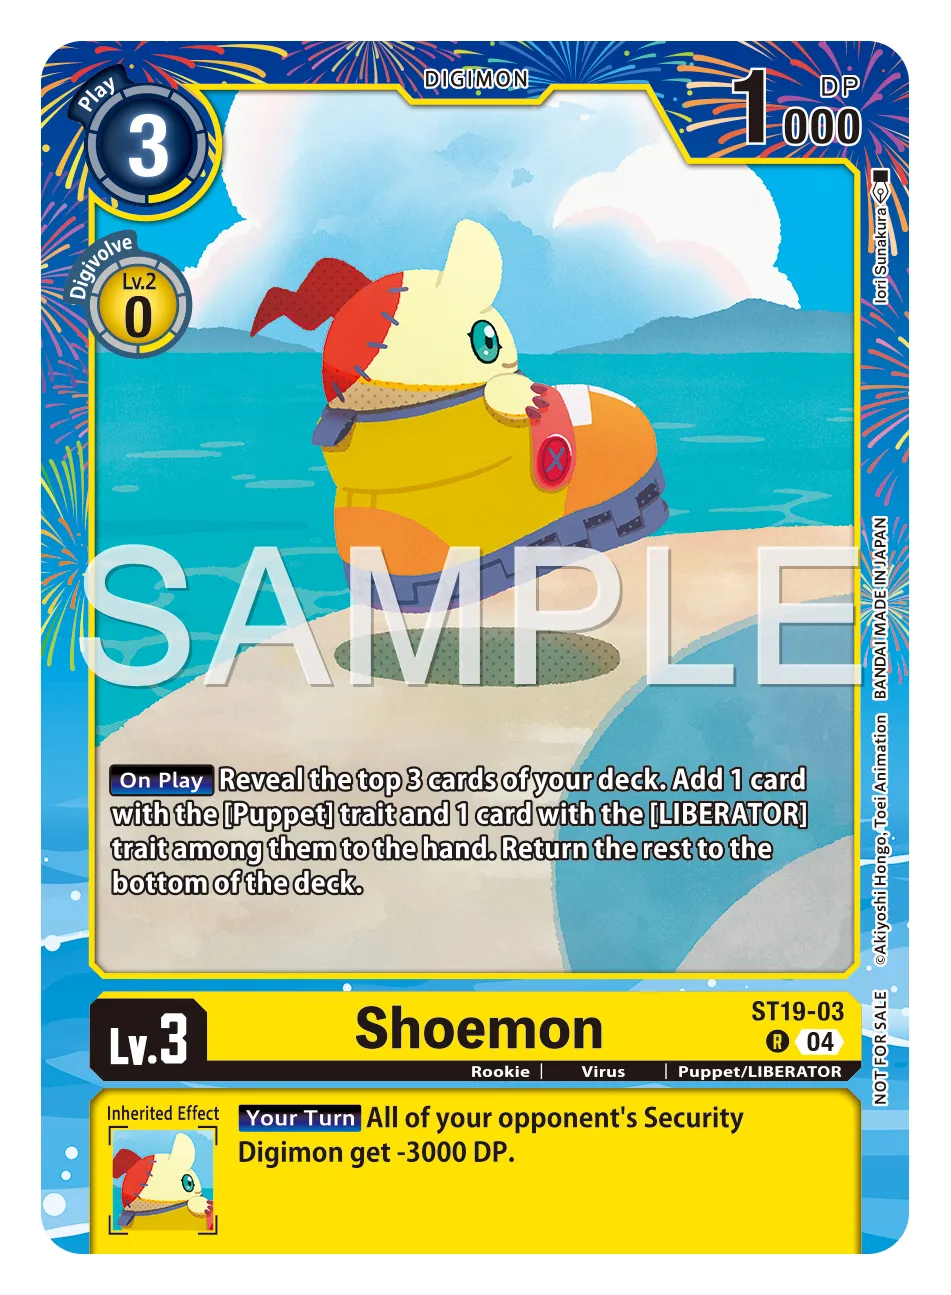 DIGIMON
Play
3
1000
DP
Digivolve
Lv.2
0
Iori Sunakura
SAMPLE
On Play Reveal the top 3 cards of your deck. Add 1 card
with the [Puppet] trait and 1 card with the [LIBERATOR]
trait among them to the hand. Return the rest to the
bottom of the deck.
©Akiyoshi Hongo, Toei Animation BANDAI MADE IN JAPAN
NOT FOR SALE
Lv.3
Shoemon
ST19-03
R 04
Rookie | Virus | Puppet/LIBERATOR
Inherited Effect
Your Turn All of your opponent's Security
Digimon get -3000 DP.